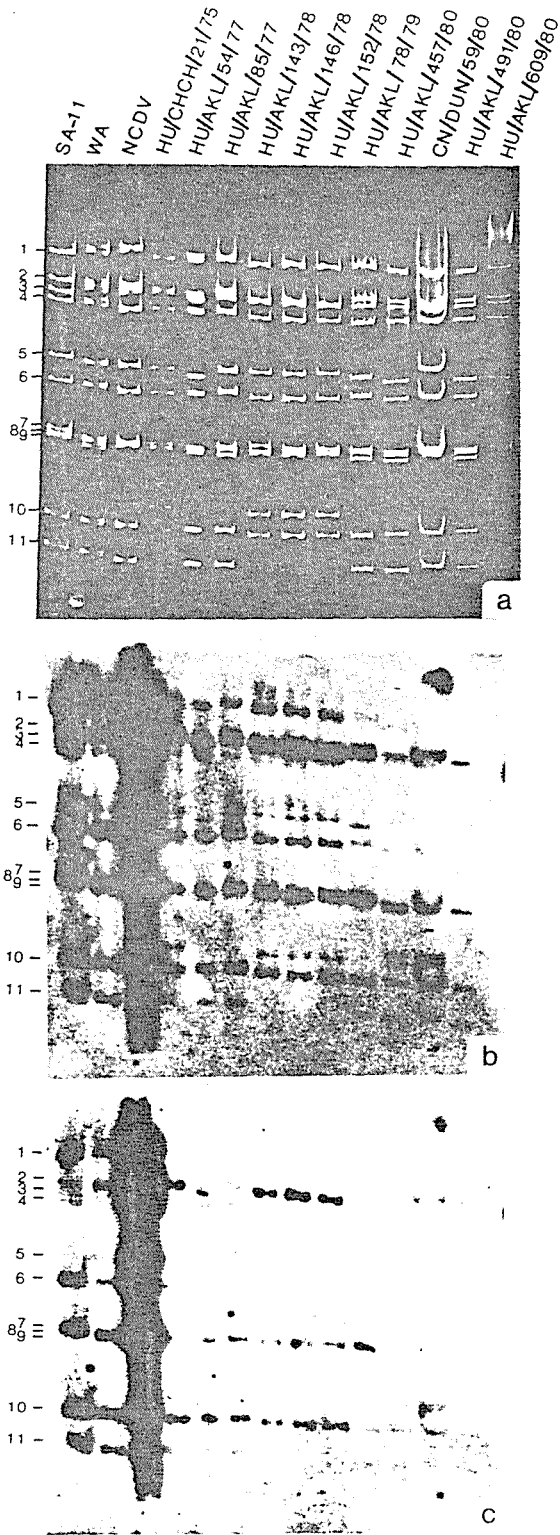 SA-11
WA
NCDV
HU/CHCH/21/75
HU/AKL/54/77
HU/AKL/85/77
HU/AKL/143/78
HU/AKL/146/78
HU/AKL/152/78
HU/AKL/78/79
HU/AKL/457/80
CN/DUN/59/80
HU/AKL/491/80
HU/AKL/609/80
1 –
2 –
3 –
4 –
5 –
6 –
7 –
8 –
9 –
10 –
11 –
a
1 –
2 –
3 –
4 –
5 –
6 –
7 –
8 –
9 –
10 –
11 –
b
1 –
2 –
3 –
4 –
5 –
6 –
7 –
8 –
9 –
10 –
11 –
c